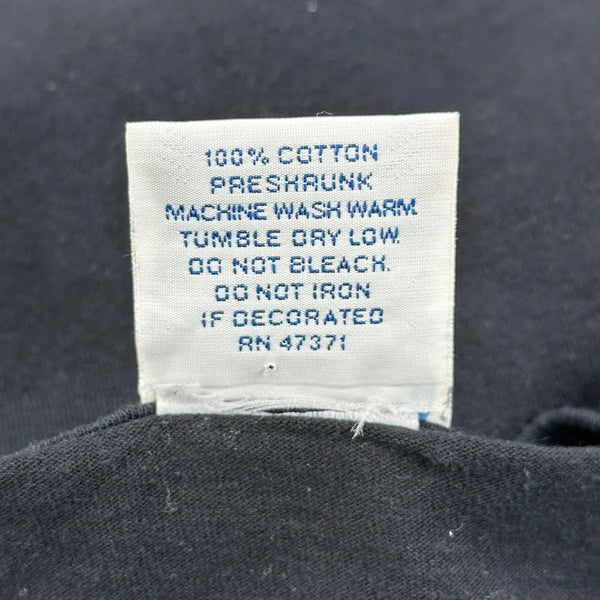 100% COTTON
PRESHRUNK
MACHINE WASH WARM.
TUMBLE DRY LOW.
DO NOT BLEACH.
DO NOT IRON
IF DECORATED
RN 47371